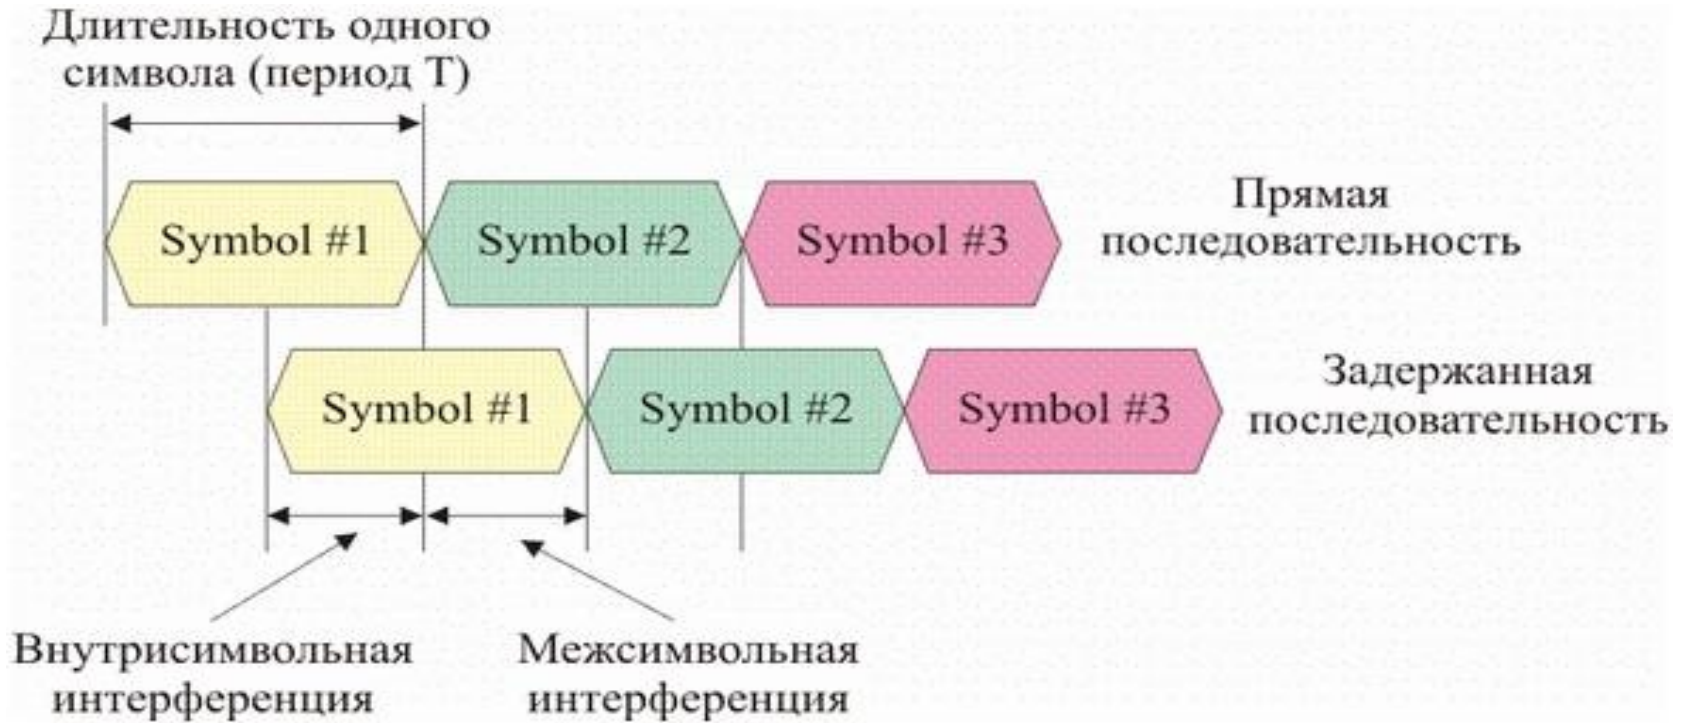 Длительность одного
символа (период T)
Symbol #1
Symbol #2
Symbol #3
Прямая
последовательность
Symbol #1
Symbol #2
Symbol #3
Задержанная
последовательность
Внутрисимвольная
интерференция
Межсимвольная
интерференция